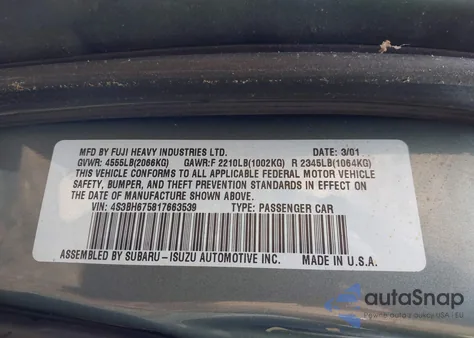 MFD BY FUJI HEAVY INDUSTRIES LTD. DATE: 3/01
GVWR: 4555LB(2066KG) GAWR:F 2210LB(1002KG) R 2345LB(1064KG)
THIS VEHICLE CONFORMS TO ALL APPLICABLE FEDERAL MOTOR VEHICLE
SAFETY, BUMPER, AND THEFT PREVENTION STANDARDS IN EFFECT ON
THE DATE OF MANUFACTURE SHOWN ABOVE.
VIN: 4S3BH675817663539 TYPE: PASSENGER CAR
ASSEMBLED BY SUBARU-ISUZU AUTOMOTIVE INC. MADE IN U.S.A.
autoSnap